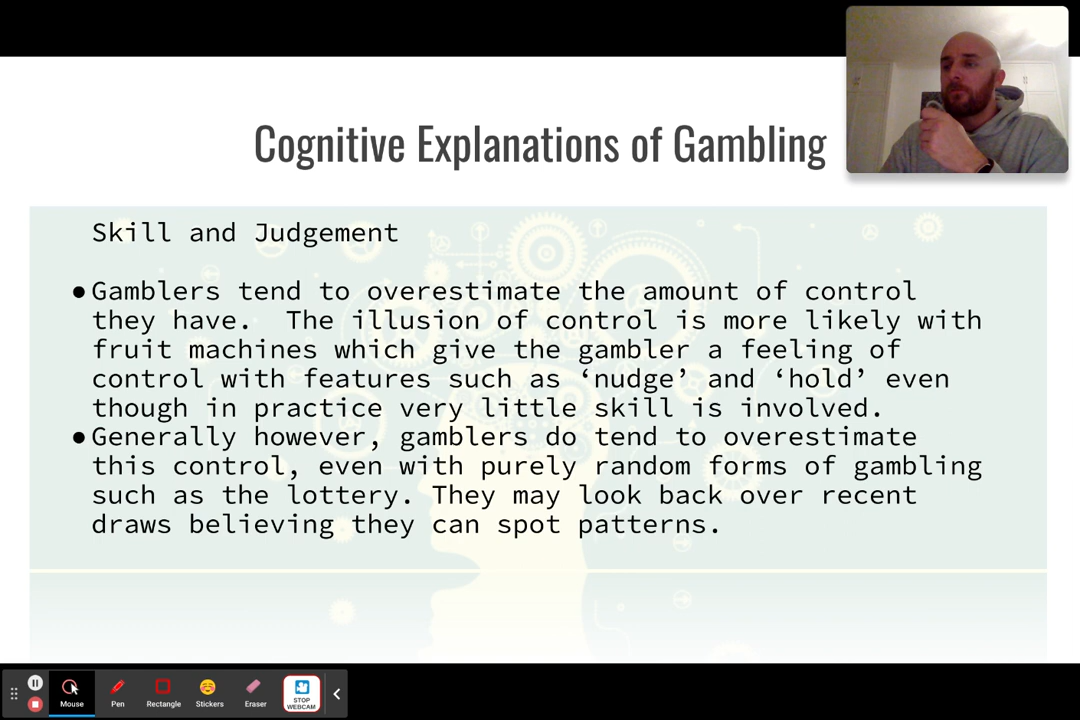 Cognitive Explanations of Gambling
Skill and Judgement
●Gamblers tend to overestimate the amount of control
they have.  The illusion of control is more likely with
fruit machines which give the gambler a feeling of
control with features such as ‘nudge’ and ‘hold’ even
though in practice very little skill is involved.
●Generally however, gamblers do tend to overestimate
this control, even with purely random forms of gambling
such as the lottery. They may look back over recent
draws believing they can spot patterns.
Mouse
Pen
Rectangle
Stickers
Eraser
STOP
WEBCAM